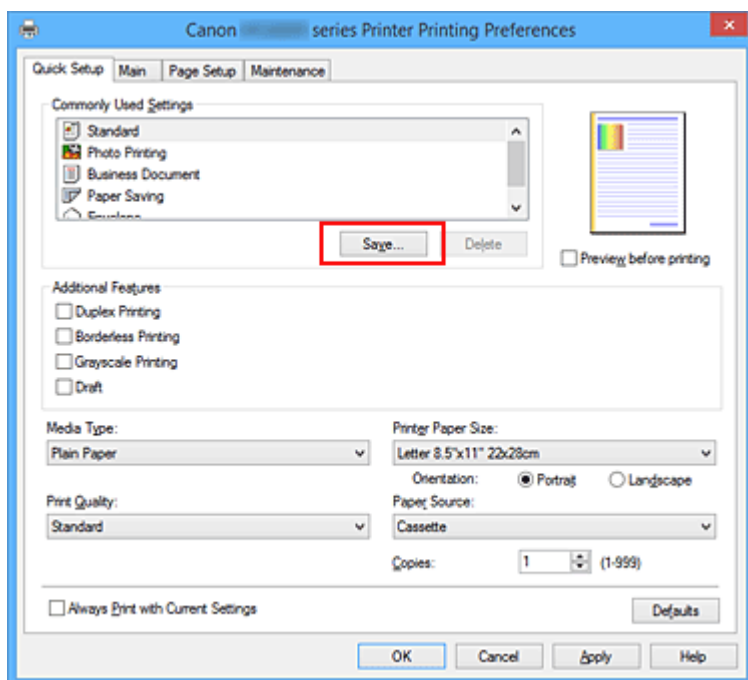 Canon series Printer Printing Preferences
Quick Setup Main Page Setup Maintenance
Commonly Used Settings
Standard
Photo Printing
Business Document
Paper Saving
Envelope
Save... Delete
Preview before printing
Additional Features
Duplex Printing
Borderless Printing
Grayscale Printing
Draft
Media Type:
Plain Paper
Printer Paper Size:
Letter 8.5"x11" 22x28cm
Orientation: Portrait Landscape
Print Quality:
Standard
Paper Source:
Cassette
Copies: 1 (1-999)
Always Print with Current Settings
Defaults
OK Cancel Apply Help